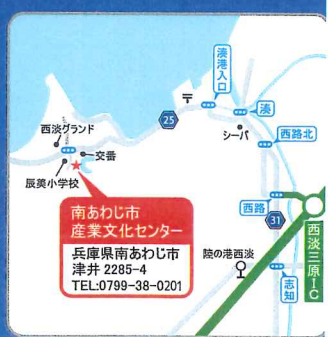 湊港入口
〒
25
湊
シーパ
西路北
西淡グランド
交番
辰美小学校
西路
31
西淡三原IC
陸の港西淡
志知
南あわじ市
産業文化センター
兵庫県南あわじ市
津井 2285-4
TEL:0799-38-0201